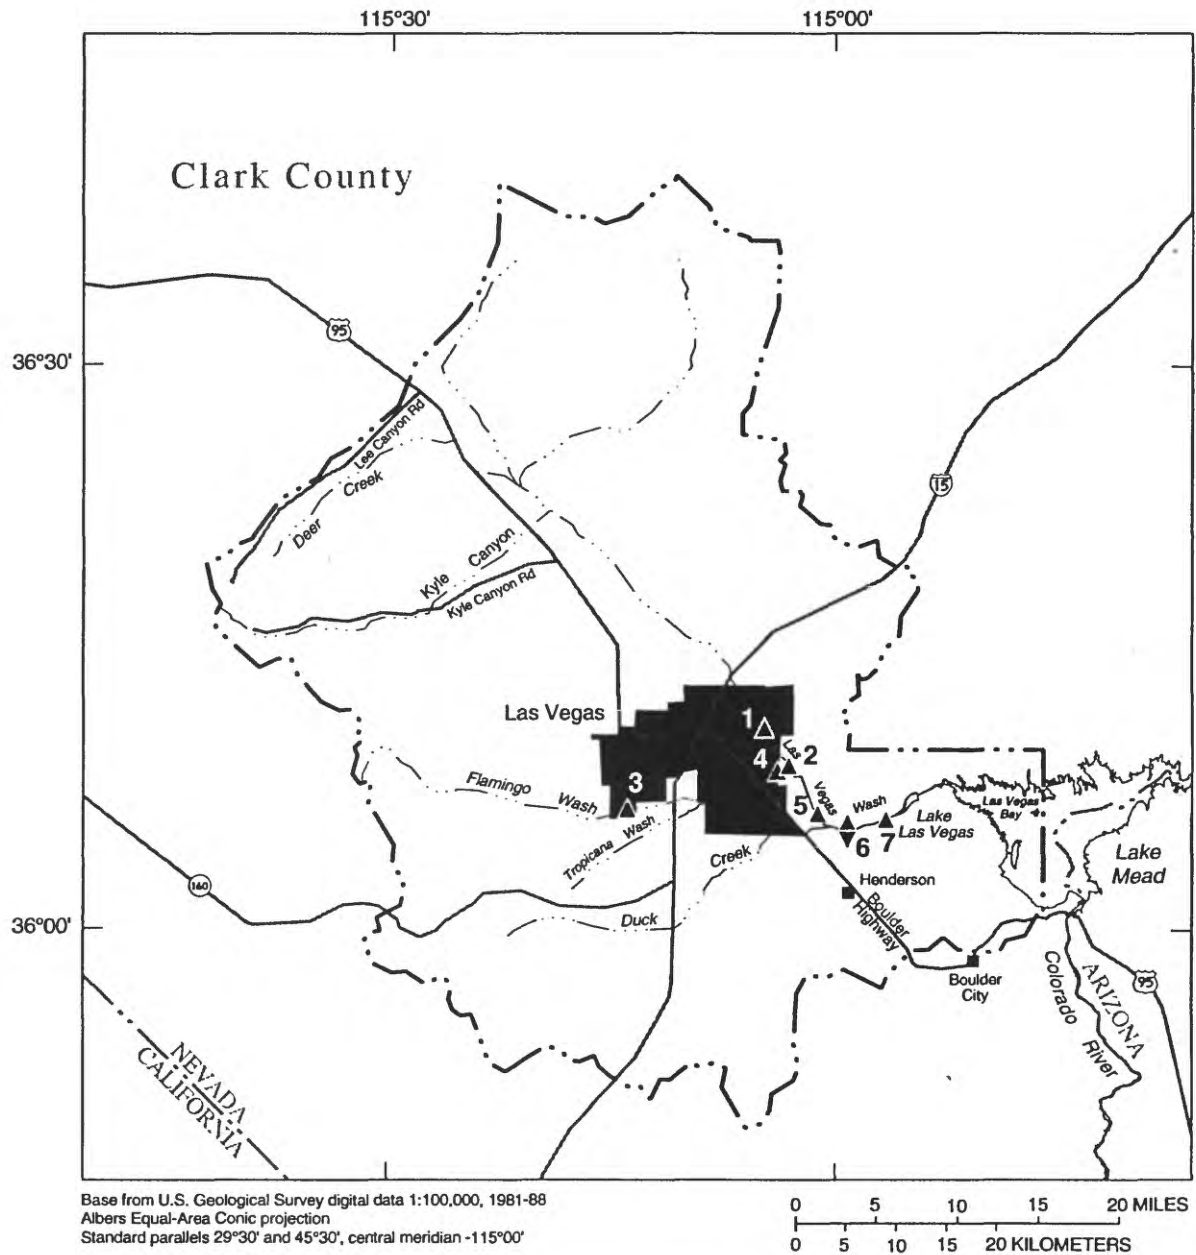 115°30'
115°00'
Clark County
95
36°30'
Lee Canyon Rd
Deer Creek
15
Kyle Canyon
Kyle Canyon Rd
Las Vegas
1
Las Vegas Wash
4
2
3
Flamingo Wash
5
Tropicana Wash
6
7
Lake
Las Vegas
Las Vegas
Bay
Lake
Mead
Creek
Duck
160
Henderson
Boulder
Highway
36°00'
Boulder
City
Colorado River
ARIZONA
95
NEVADA
CALIFORNIA
Base from U.S. Geological Survey digital data 1:100,000, 1981-88
Albers Equal-Area Conic projection
Standard parallels 29°30' and 45°30', central meridian -115°00'
0 5 10 15 20 MILES
0 5 10 15 20 KILOMETERS